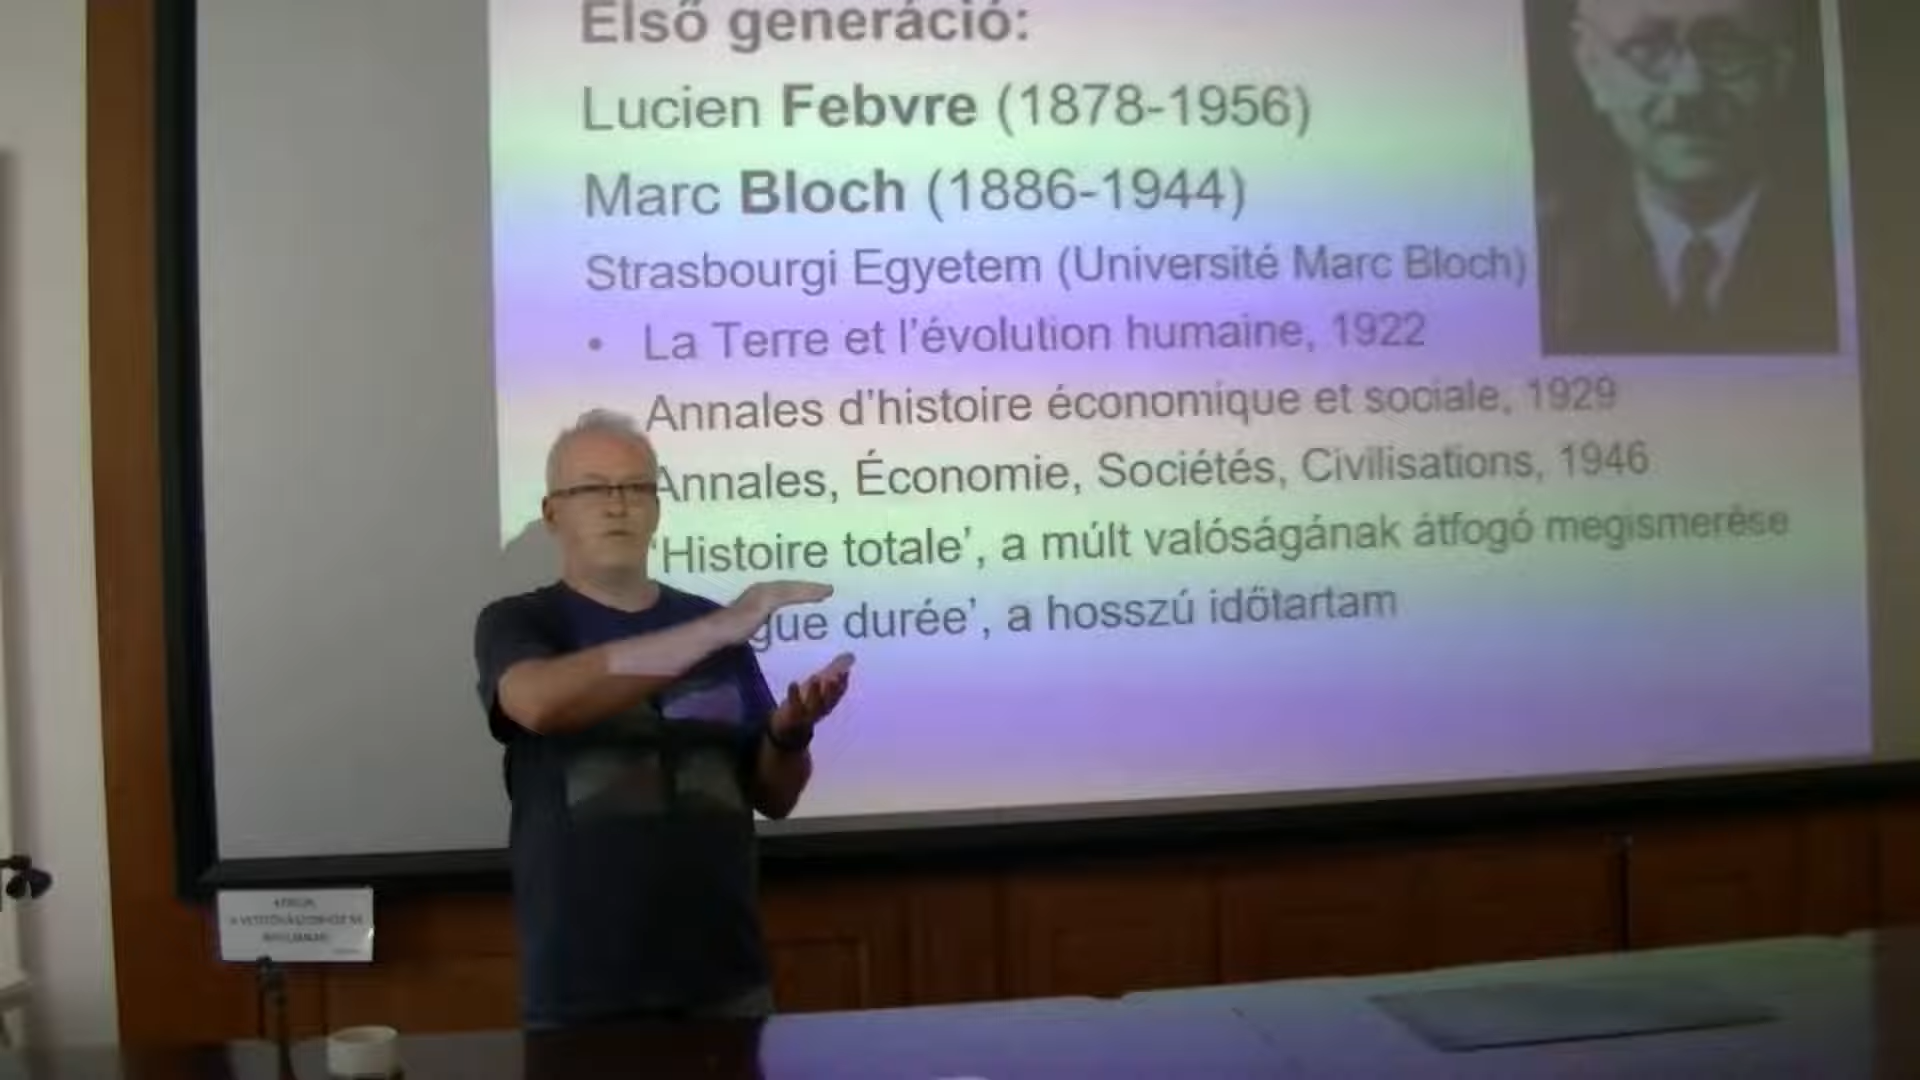 Első generáció:
Lucien Febvre (1878-1956)
Marc Bloch (1886-1944)
Strasbourgi Egyetem (Université Marc Bloch)
• La Terre et l'évolution humaine, 1922
Annales d'histoire économique et sociale, 1929
Annales, Économie, Sociétés, Civilisations, 1946
'Histoire totale', a múlt valóságának átfogó megismerése
gue durée', a hosszú időtartam